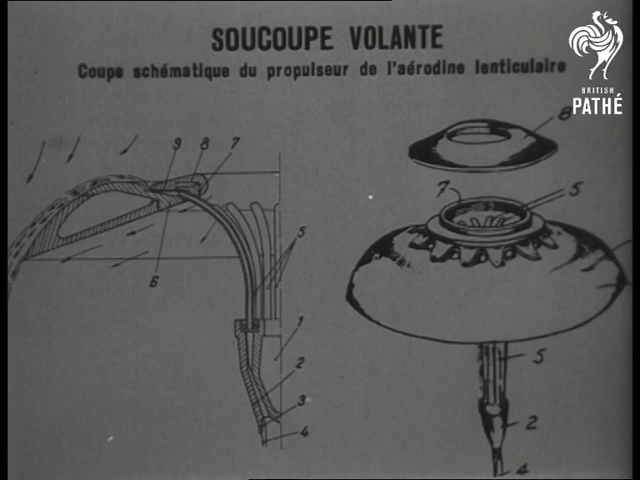 SOUCOUPE VOLANTE
Coupe schématique du propulseur de l'aérodine lenticulaire
BRITISH
PATHÉ
9 8 7
6
5
1
2
3
4
8
7 5
5
2
4